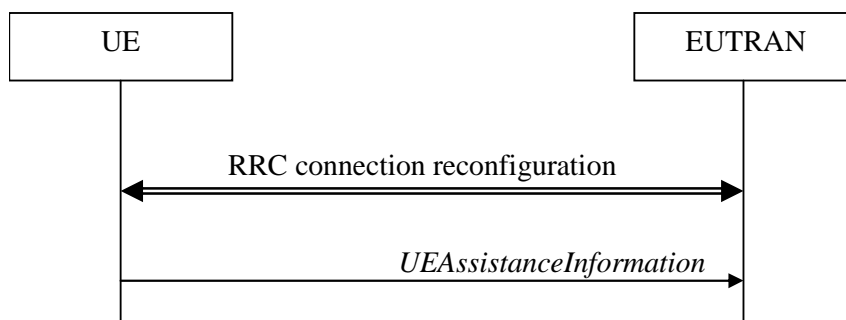 UE
EUTRAN
RRC connection reconfiguration
UEAssistanceInformation